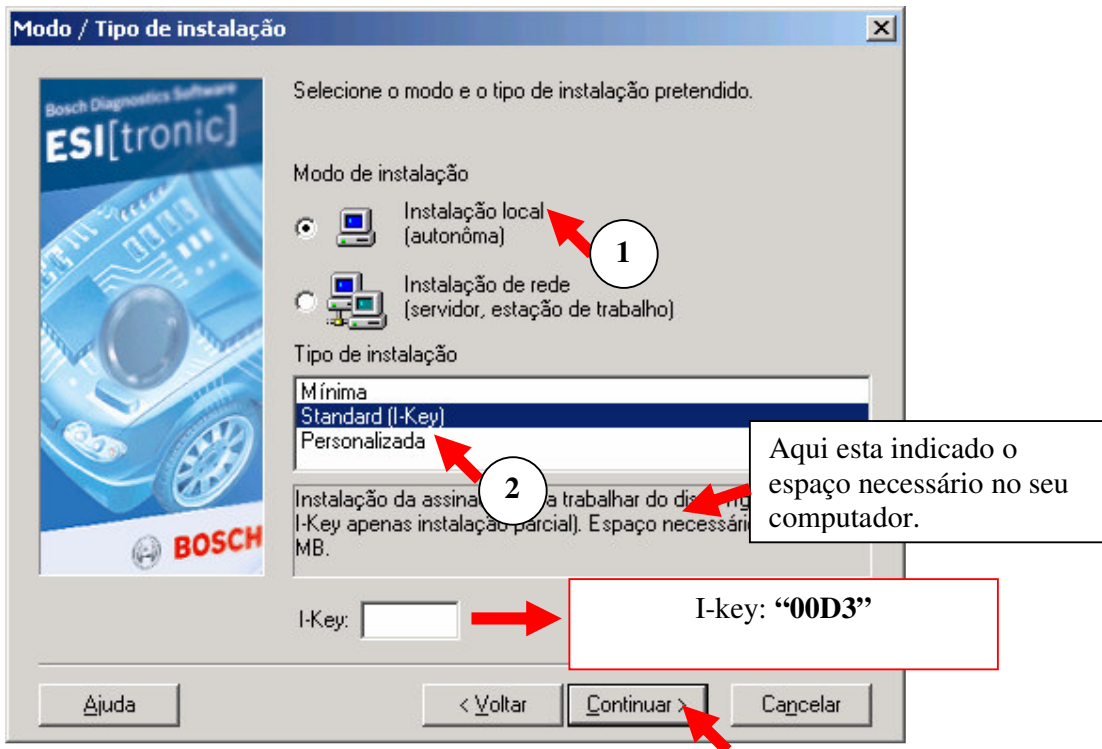 Modo / Tipo de instalação
Bosch Diagnostics Software
ESI[tronic]
Selecione o modo e o tipo de instalação pretendido.
Modo de instalação
Instalação local
(autonôma)
1
Instalação de rede
(servidor, estação de trabalho)
Tipo de instalação
Mínima
Standard (I-Key)
Personalizada
2
Aqui esta indicado o
espaço necessário no seu
computador.
Instalação da a trabalhar do
I-Key apenas instalação parcial). Espaço
MB.
BOSCH
I-Key:
I-key: “00D3”
Ajuda
< Voltar
Continuar >
Cancelar